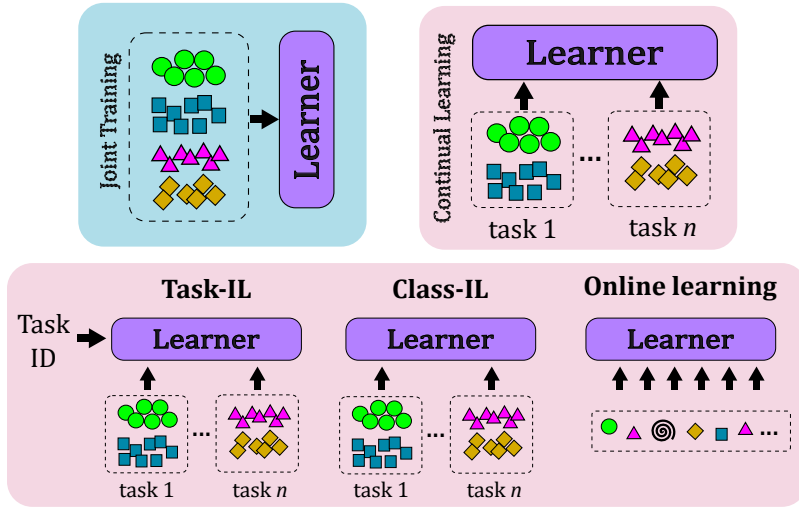 Joint Training
Learner
Continual Learning
Learner
...
task 1
task n
Task-IL
Class-IL
Online learning
Task
ID
Learner
Learner
Learner
...
...
...
task 1
task n
task 1
task n